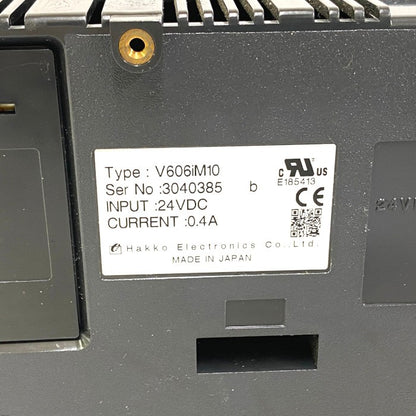 Type : V606iM10
Ser No :3040385 b
INPUT :24VDC
CURRENT :0.4A
Hakko Electronics Co.,Ltd.
MADE IN JAPAN
c RU US
E185413
CE
24V